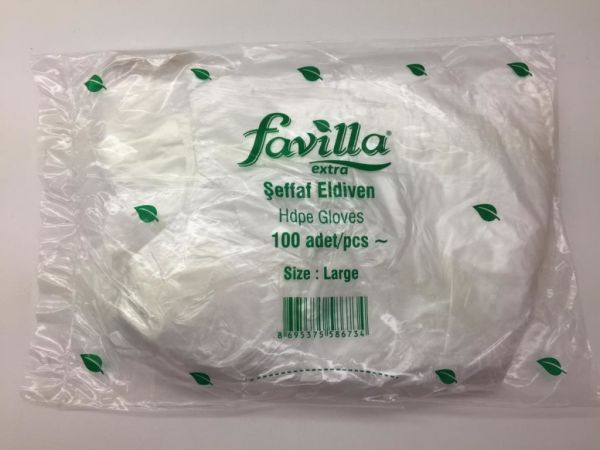 favilla®
extra
Şeffaf Eldiven
Hdpe Gloves
100 adet/pcs ~
Size : Large
8 695375 586734